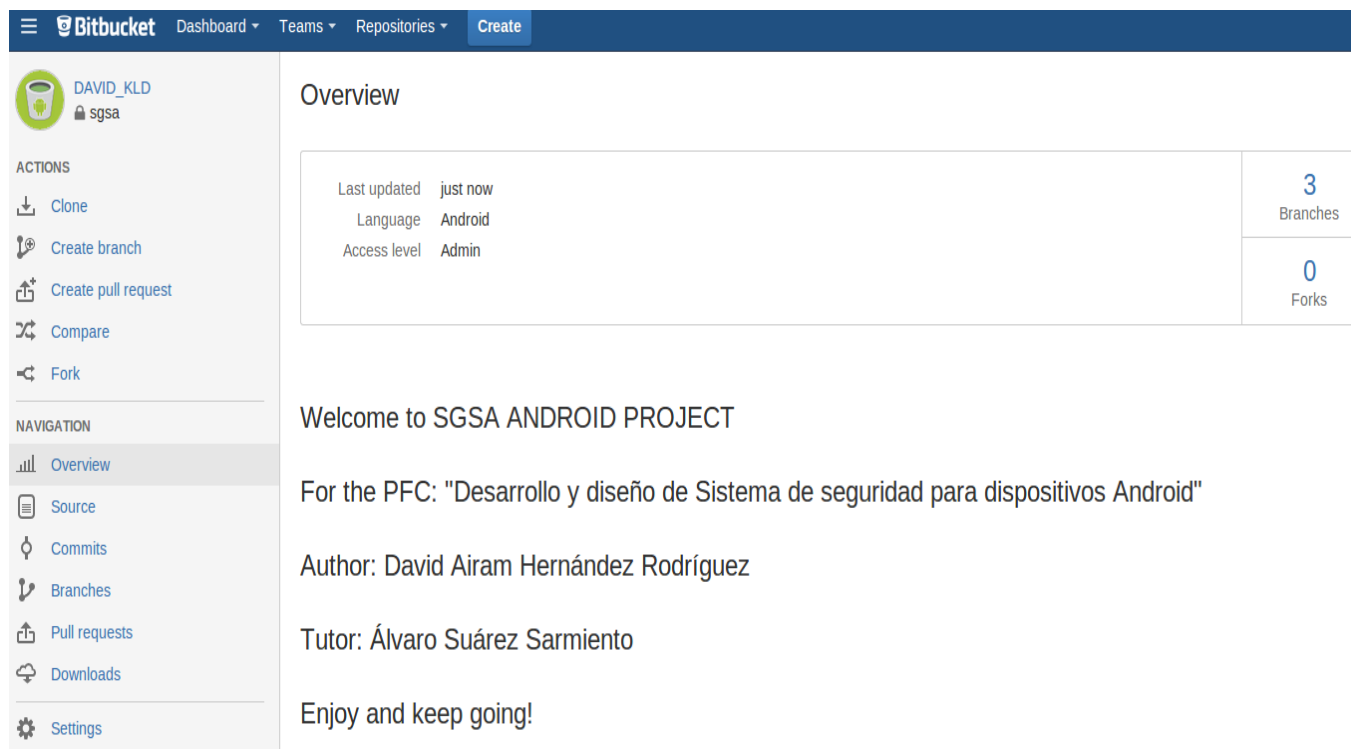 Bitbucket Dashboard Teams Repositories Create
DAVID_KLD
sgsa
ACTIONS
Clone
Create branch
Create pull request
Compare
Fork
NAVIGATION
Overview
Source
Commits
Branches
Pull requests
Downloads
Settings
Overview
Last updated just now
Language Android
Access level Admin
3
Branches
0
Forks
Welcome to SGSA ANDROID PROJECT
For the PFC: "Desarrollo y diseño de Sistema de seguridad para dispositivos Android"
Author: David Airam Hernández Rodríguez
Tutor: Álvaro Suárez Sarmiento
Enjoy and keep going!